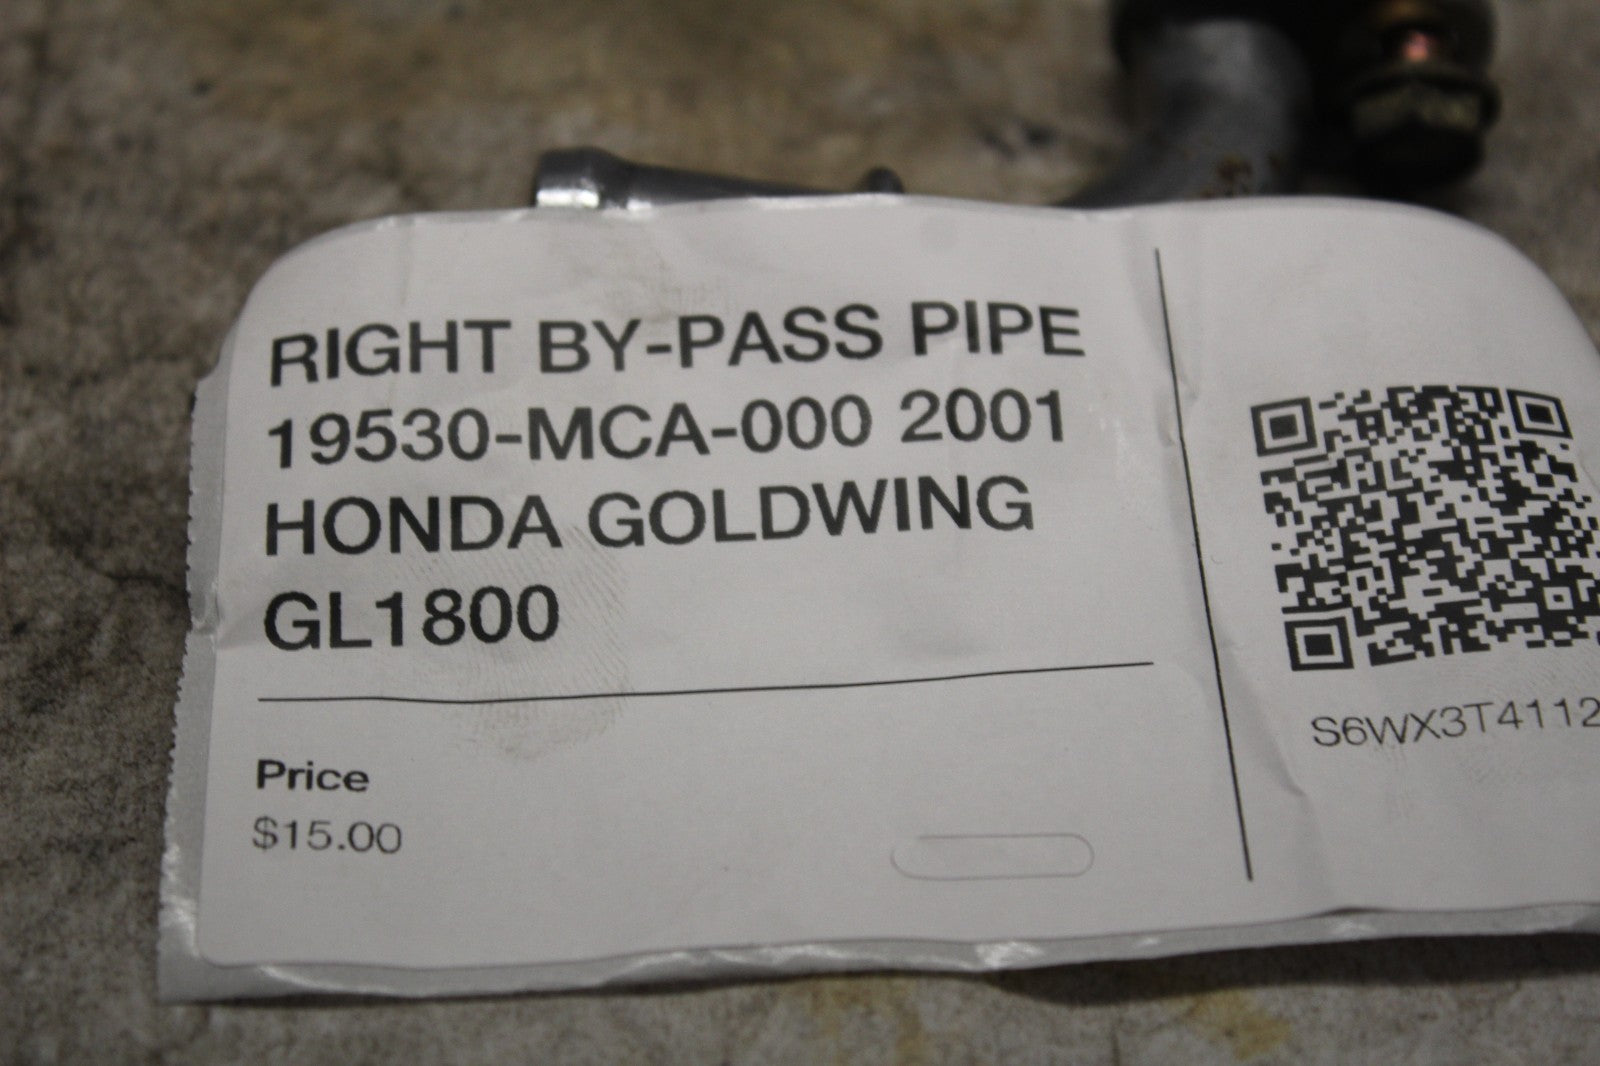 RIGHT BY-PASS PIPE
19530-MCA-000 2001
HONDA GOLDWING
GL1800
Price
$15.00
S6WX3T4112